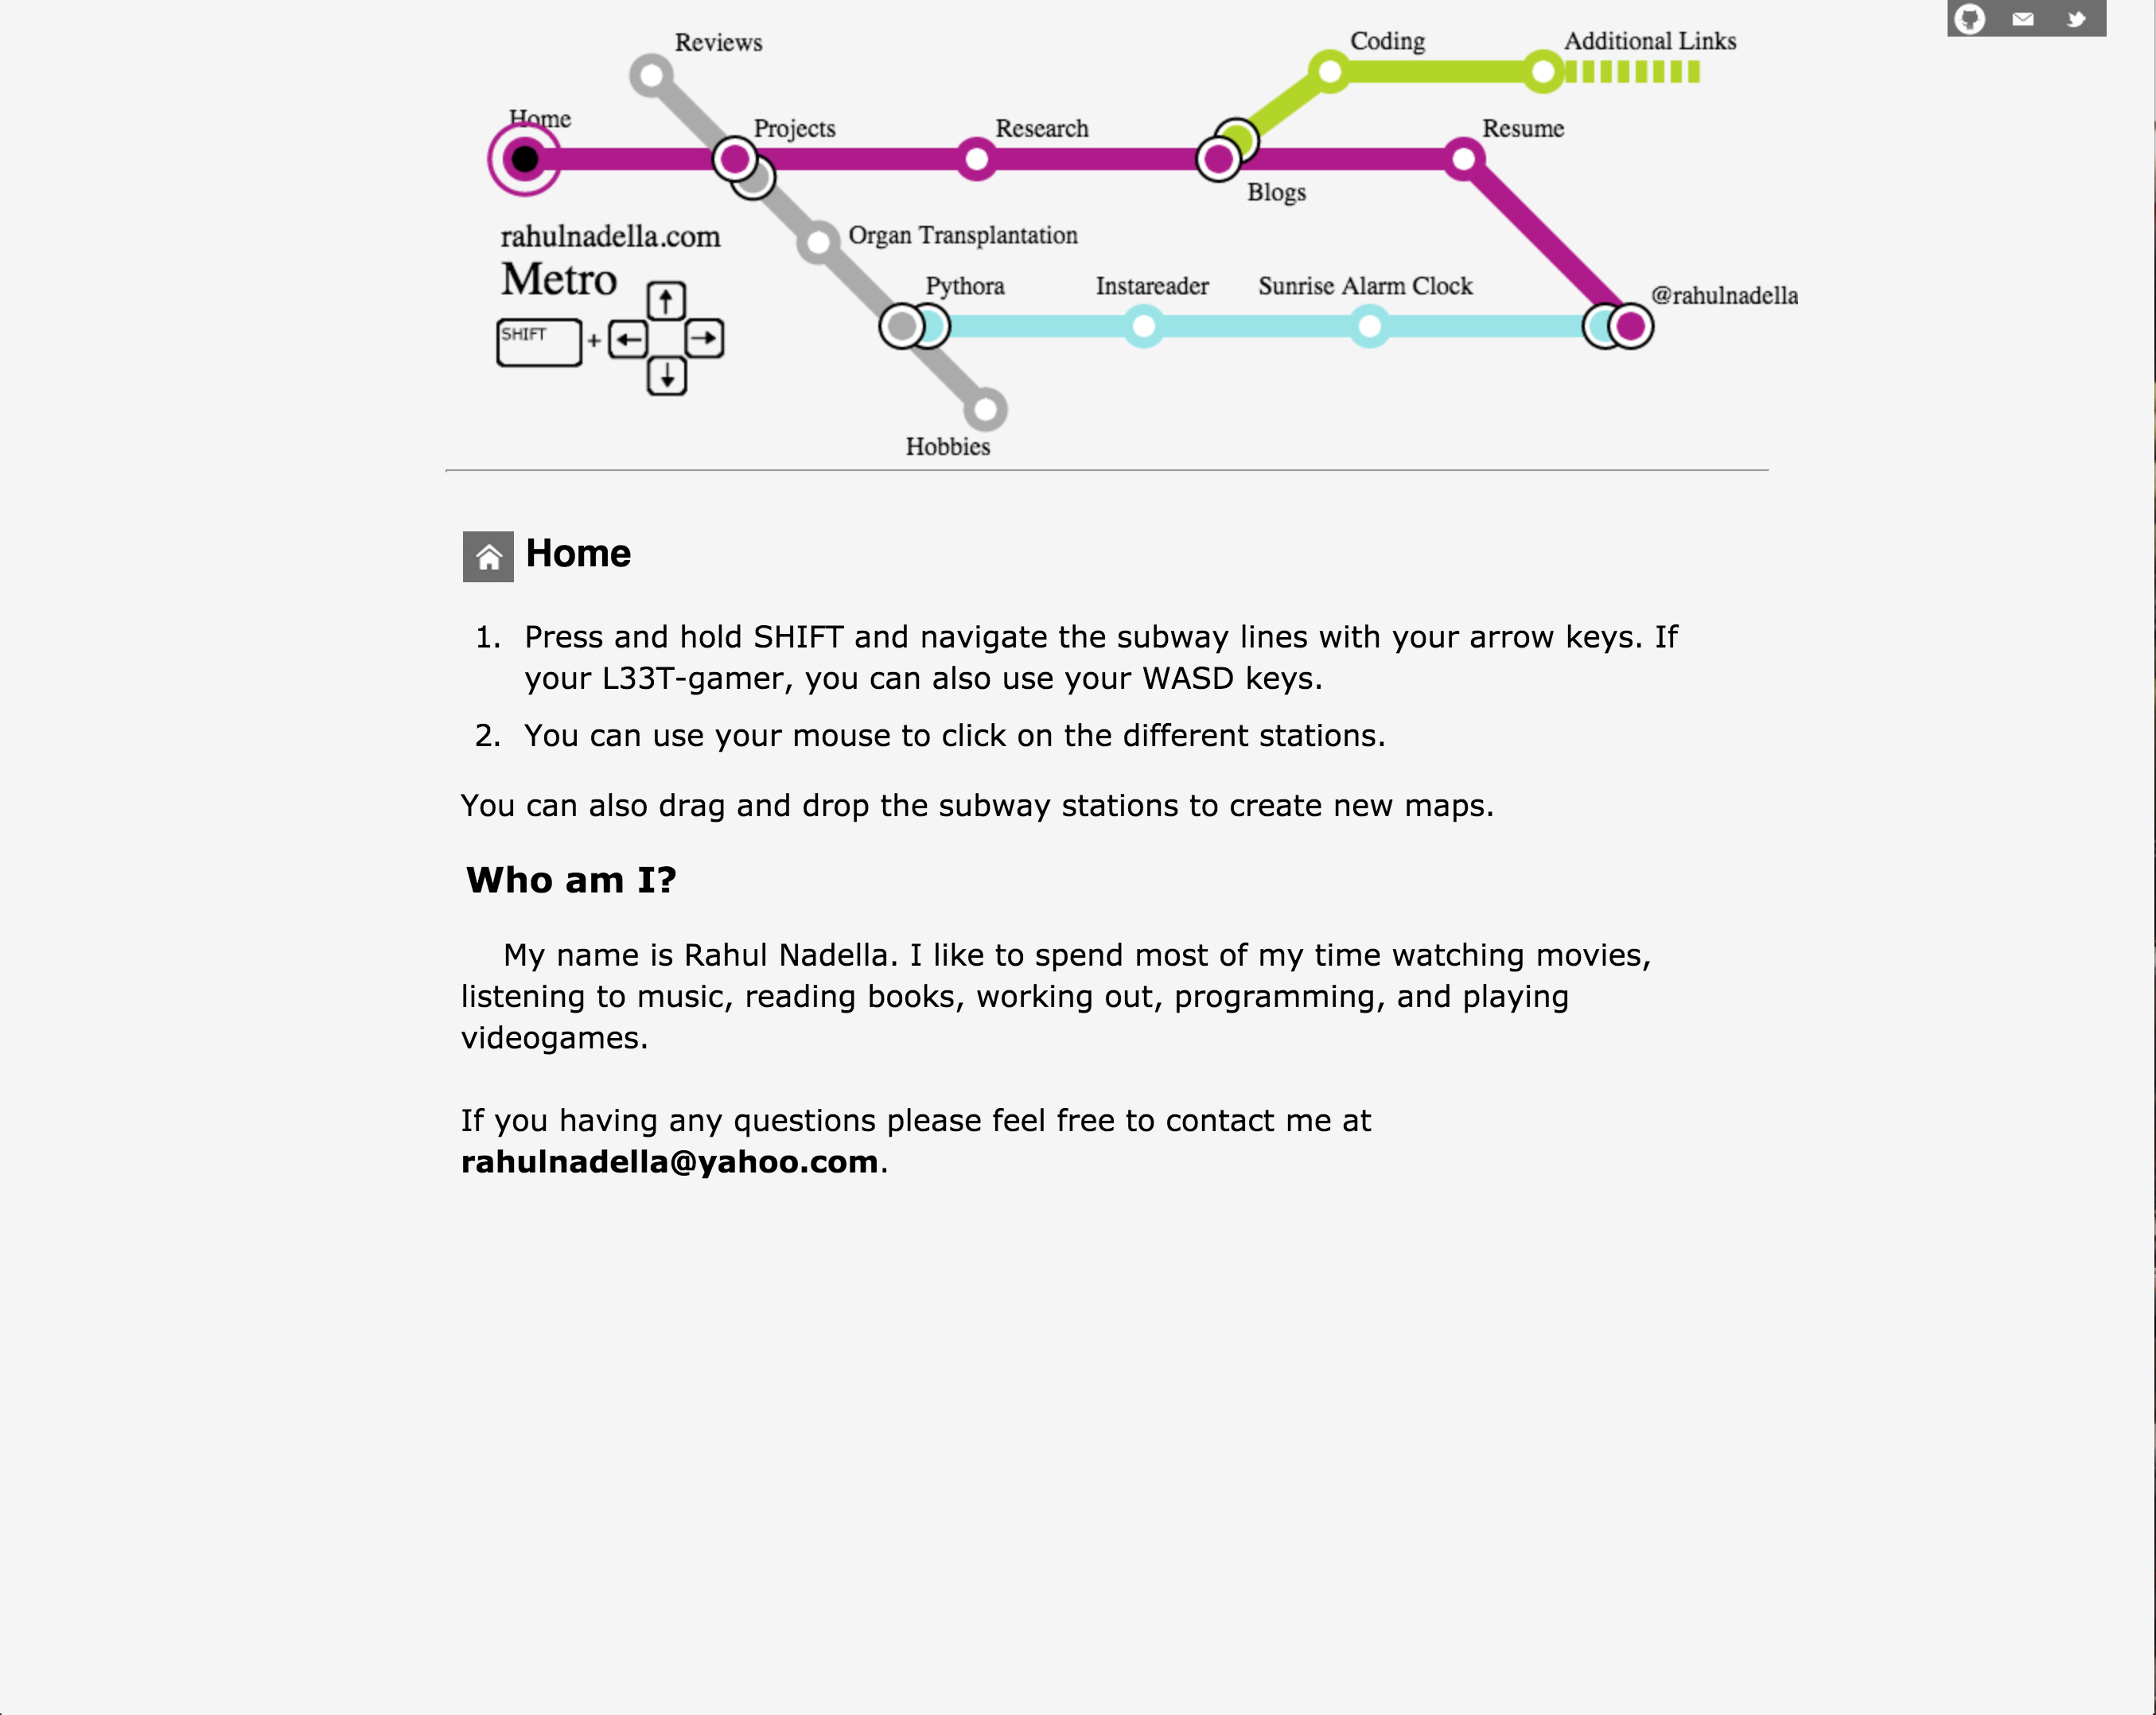 Reviews
Coding
Additional Links
Home
Projects
Research
Resume
Blogs
rahulnadella.com
Metro
Organ Transplantation
Pythora
Instareader
Sunrise Alarm Clock
@rahulnadella
SHIFT + ↑ ← → ↓
Hobbies
Home
1. Press and hold SHIFT and navigate the subway lines with your arrow keys. If
your L33T-gamer, you can also use your WASD keys.
2. You can use your mouse to click on the different stations.
You can also drag and drop the subway stations to create new maps.
Who am I?
My name is Rahul Nadella. I like to spend most of my time watching movies,
listening to music, reading books, working out, programming, and playing
videogames.
If you having any questions please feel free to contact me at
rahulnadella@yahoo.com.